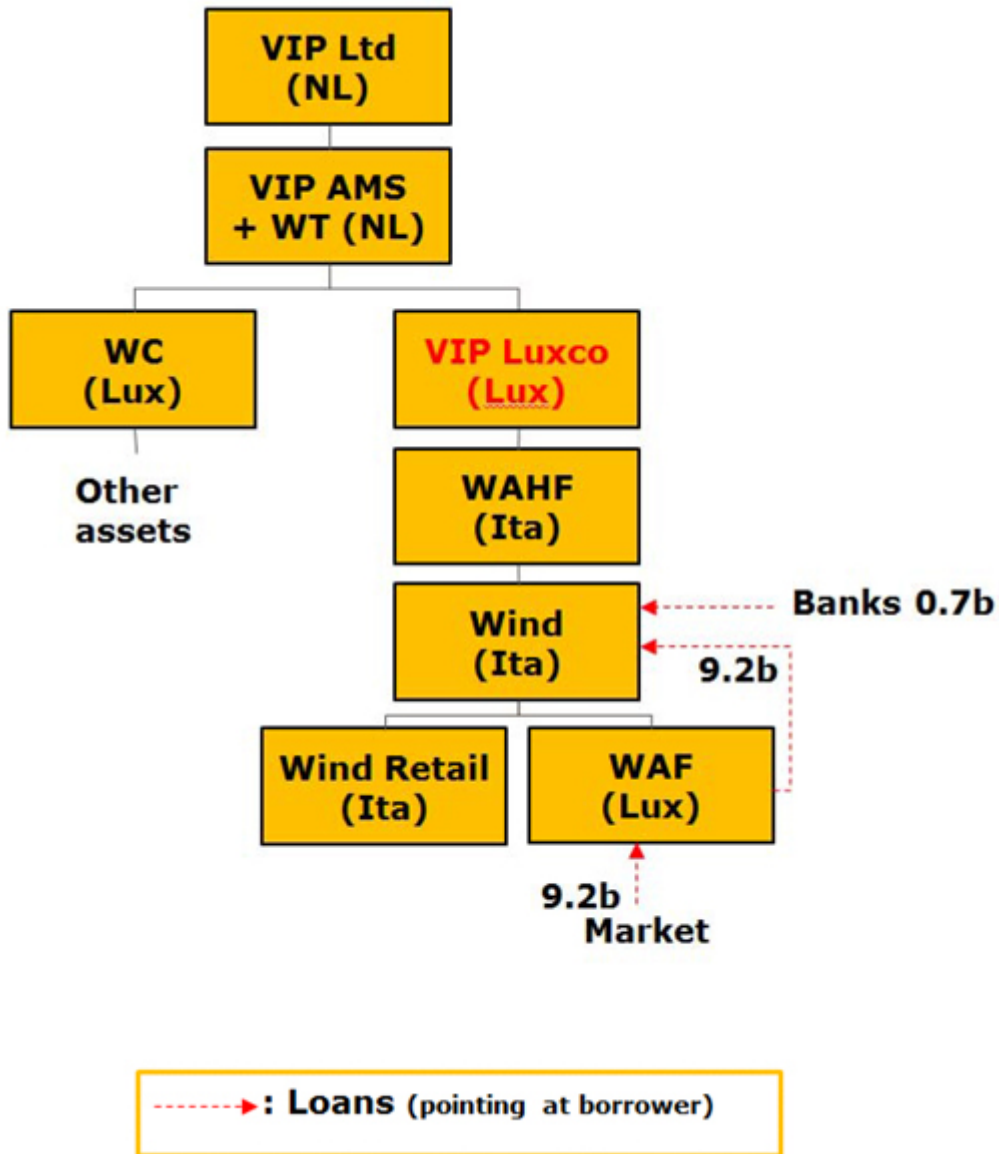 VIP Ltd
(NL)
VIP AMS
+ WT (NL)
WC
(Lux)
VIP Luxco
(Lux)
Other
assets
WAHF
(Ita)
Wind
(Ita)
Banks 0.7b
9.2b
Wind Retail
(Ita)
WAF
(Lux)
9.2b
Market
: Loans (pointing at borrower)